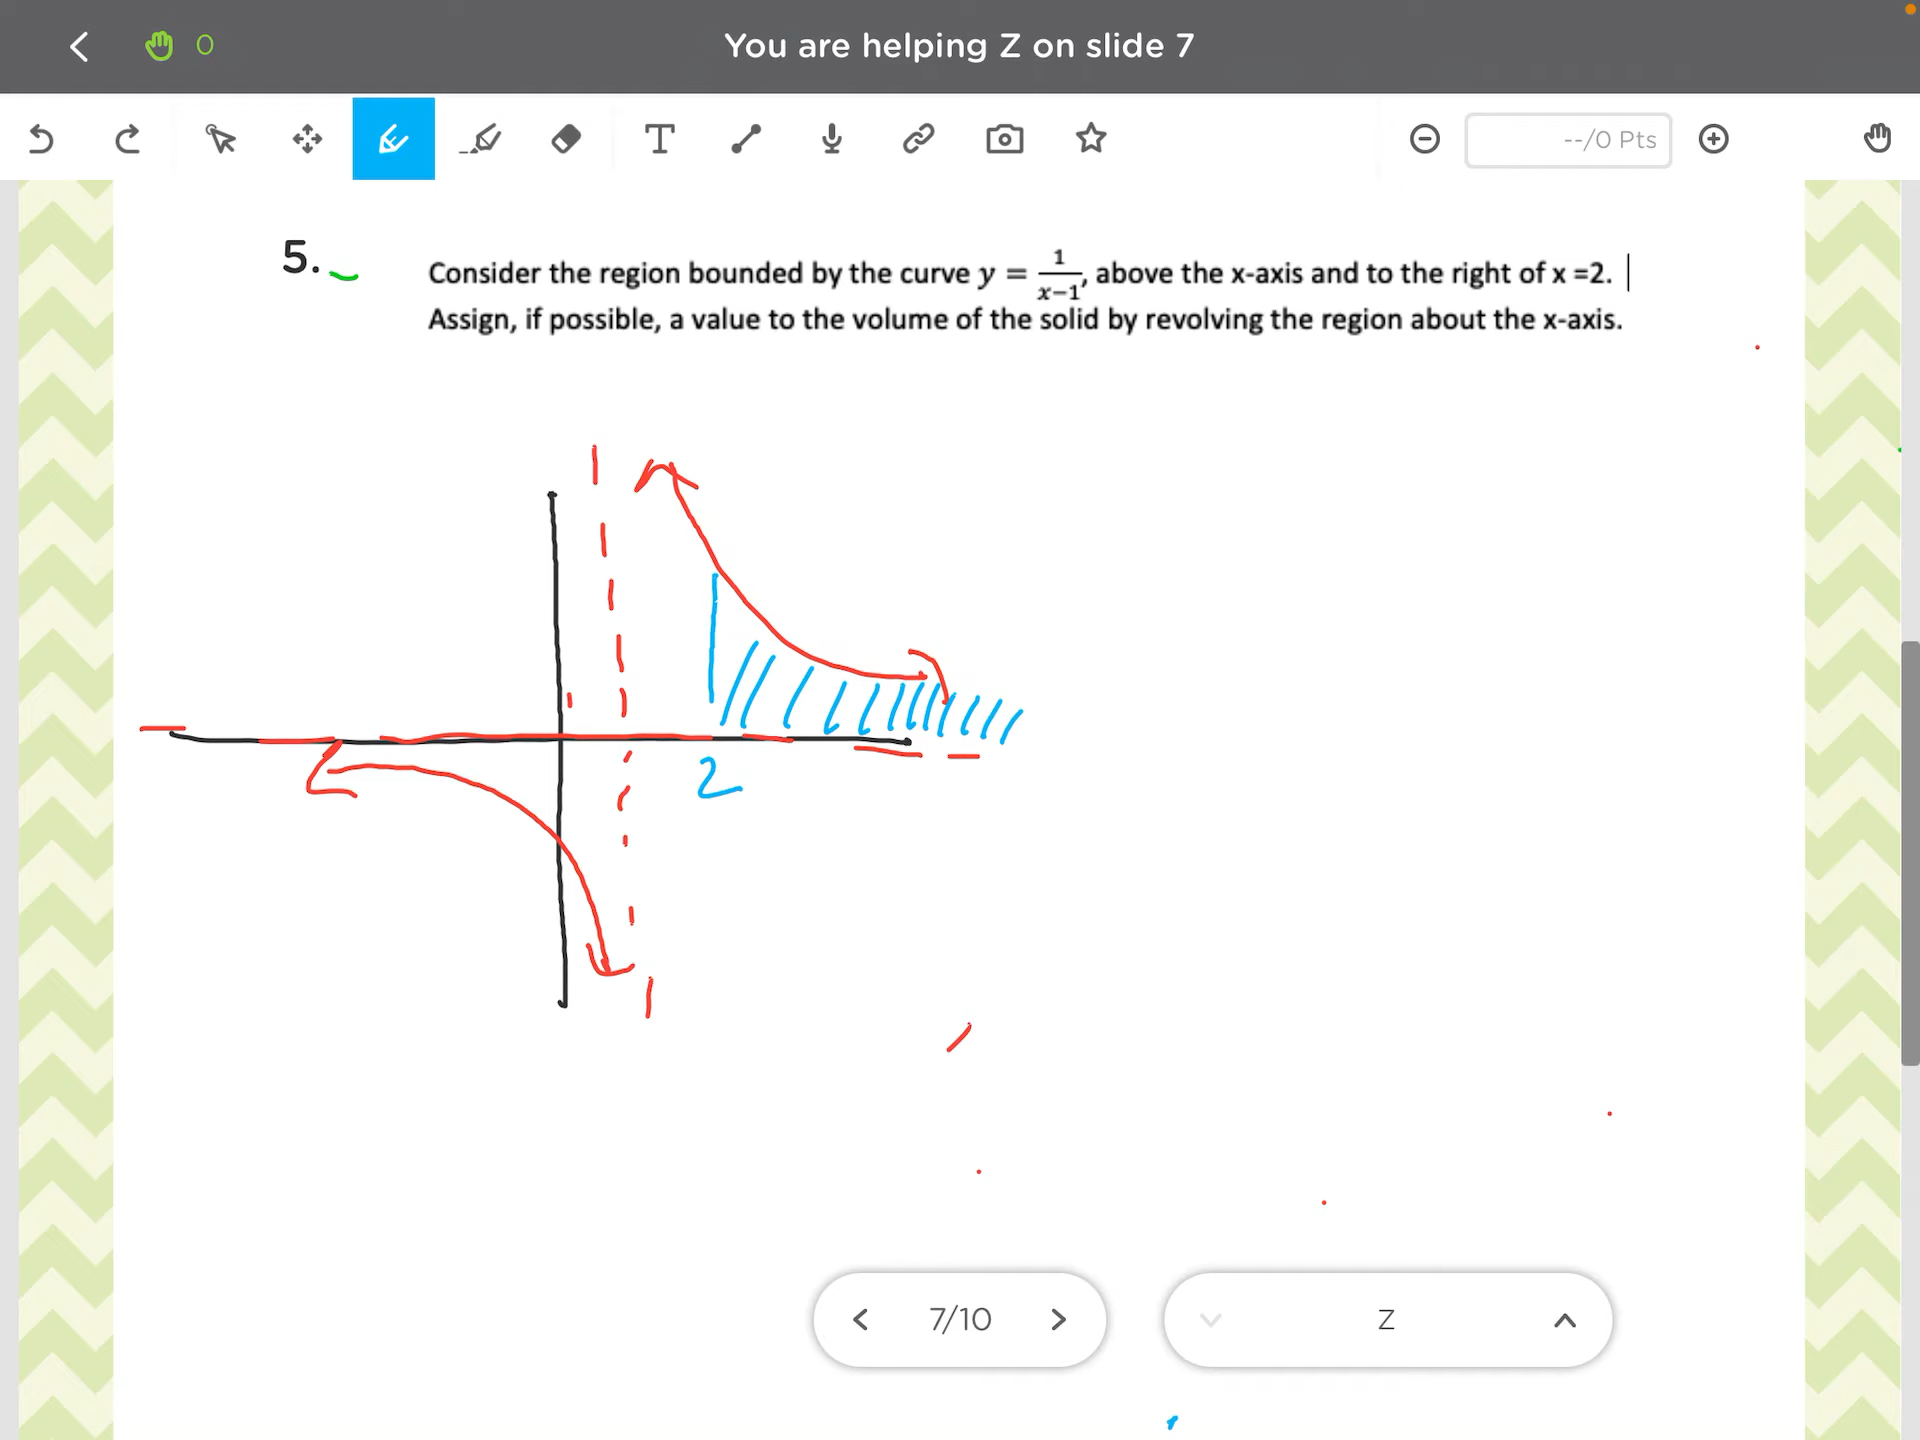 0
You are helping Z on slide 7
T
--/0 Pts
5.
Consider the region bounded by the curve y = 1/(x−1), above the x-axis and to the right of x =2.
Assign, if possible, a value to the volume of the solid by revolving the region about the x-axis.
2
7/10
Z